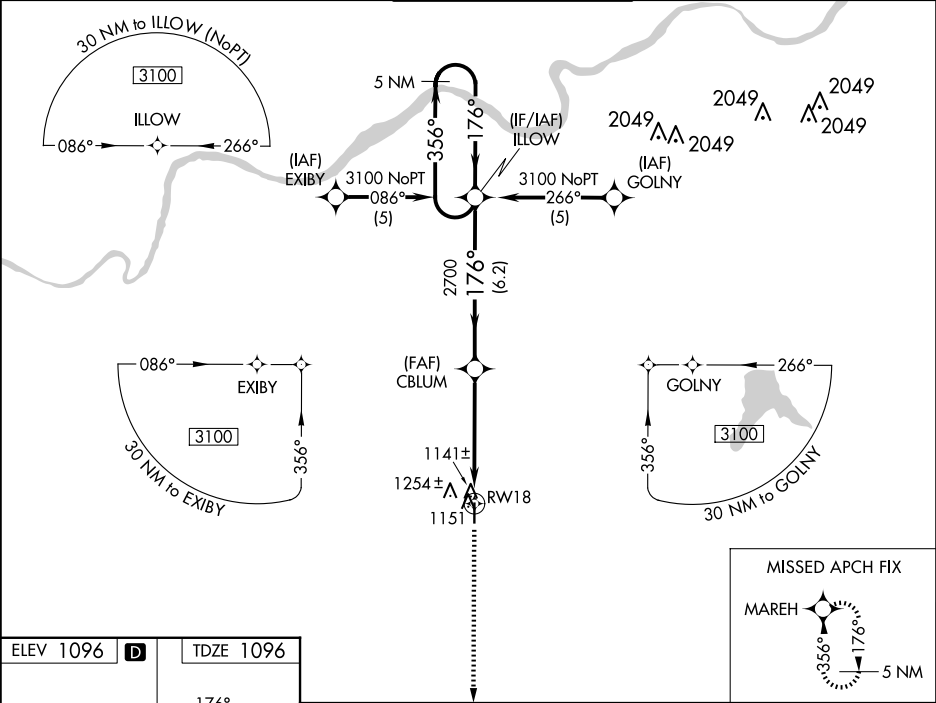 30 NM to ILLOW (NoPT)
3100
ILLOW
086°
266°
5 NM
356°
176°
(IF/IAF)
ILLOW
2049
2049
2049
2049
2049
(IAF)
EXIBY
3100 NoPT
086°
(5)
3100 NoPT
266°
(5)
(IAF)
GOLNY
2700
176°
(6.2)
(FAF)
CBLUM
086°
EXIBY
3100
356°
30 NM to EXIBY
266°
GOLNY
3100
356°
30 NM to GOLNY
1141±
1254±
1151
RW18
MISSED APCH FIX
MAREH
356°
176°
5 NM
ELEV 1096 D
TDZE 1096
176°